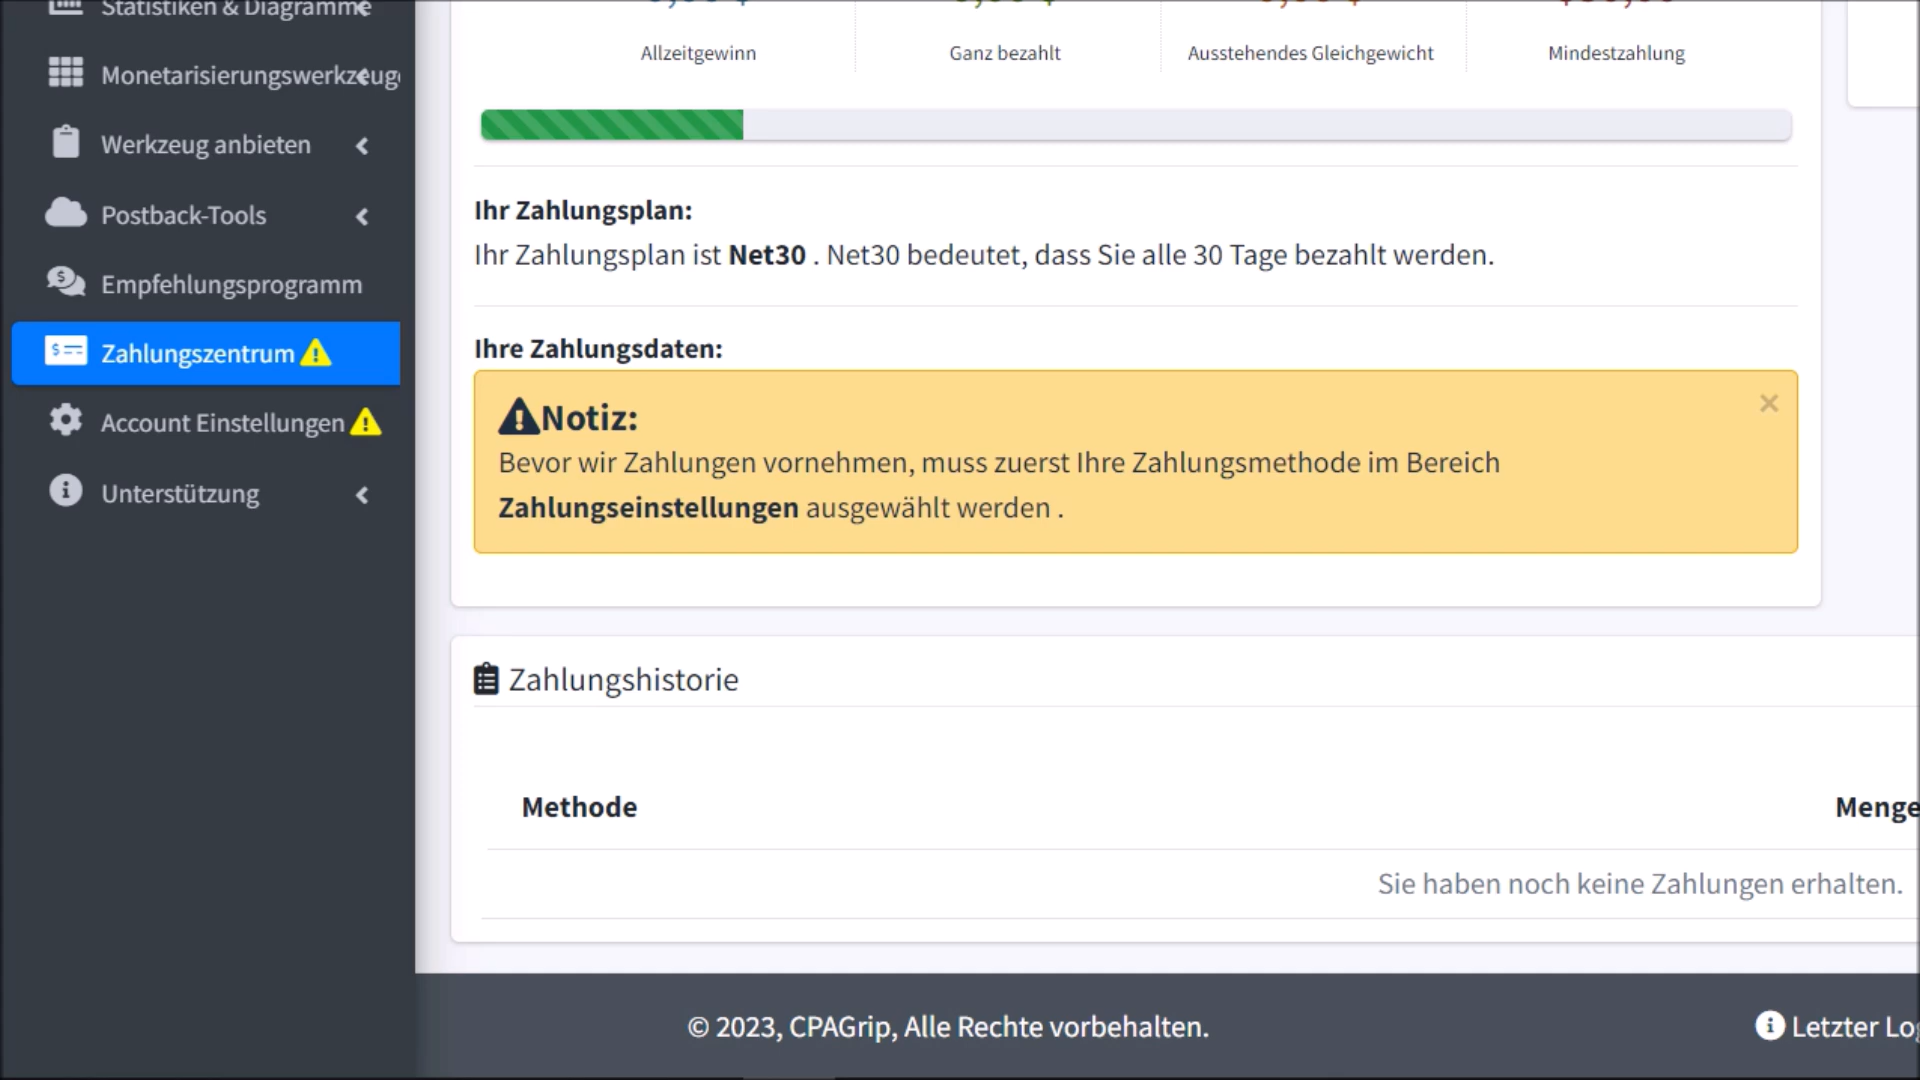 Statistiken & Diagramme
Monetarisierungswerkzeuge
Werkzeug anbieten
Postback-Tools
Empfehlungsprogramm
Zahlungszentrum
Account Einstellungen
Unterstützung
Allzeitgewinn
Ganz bezahlt
Ausstehendes Gleichgewicht
Mindestzahlung
Ihr Zahlungsplan:
Ihr Zahlungsplan ist Net30 . Net30 bedeutet, dass Sie alle 30 Tage bezahlt werden.
Ihre Zahlungsdaten:
Notiz:
Bevor wir Zahlungen vornehmen, muss zuerst Ihre Zahlungsmethode im Bereich
Zahlungseinstellungen ausgewählt werden .
Zahlungshistorie
Methode
Menge
Sie haben noch keine Zahlungen erhalten.
© 2023, CPAGrip, Alle Rechte vorbehalten.
Letzter